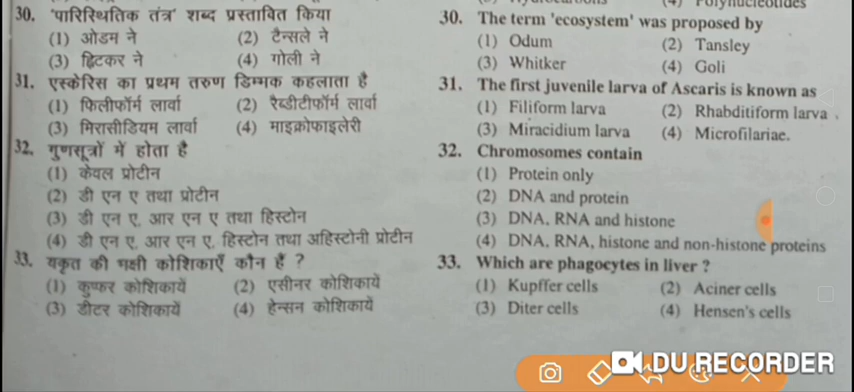 30. 'पारिस्थितिक तंत्र' शब्द प्रस्तावित किया
(1) ओडम ने (2) टैन्सले ने
(3) ह्विटकर ने (4) गोली ने
31. एस्केरिस का प्रथम तरुण डिम्भक कहलाता है
(1) फिलीफॉर्म लार्वा (2) रैब्डीटीफॉर्म लार्वा
(3) मिरासीडियम लार्वा (4) माइक्रोफाइलेरी
32. गुणसूत्रों में होता है
(1) केवल प्रोटीन
(2) डी एन ए तथा प्रोटीन
(3) डी एन ए, आर एन ए तथा हिस्टोन
(4) डी एन ए, आर एन ए, हिस्टोन तथा अहिस्टोनी प्रोटीन
33. यकृत की भक्षी कोशिकाएँ कौन हैं ?
(1) कुप्फर कोशिकायें (2) एसीनर कोशिकायें
(3) डीटर कोशिकायें (4) हेन्सन कोशिकायें
(4) Polynucleotides
30. The term 'ecosystem' was proposed by
(1) Odum (2) Tansley
(3) Whitker (4) Goli
31. The first juvenile larva of Ascaris is known as
(1) Filiform larva (2) Rhabditiform larva .
(3) Miracidium larva (4) Microfilariae.
32. Chromosomes contain
(1) Protein only
(2) DNA and protein
(3) DNA, RNA and histone
(4) DNA, RNA, histone and non-histone proteins
33. Which are phagocytes in liver ?
(1) Kupffer cells (2) Aciner cells
(3) Diter cells (4) Hensen's cells
DU RECORDER